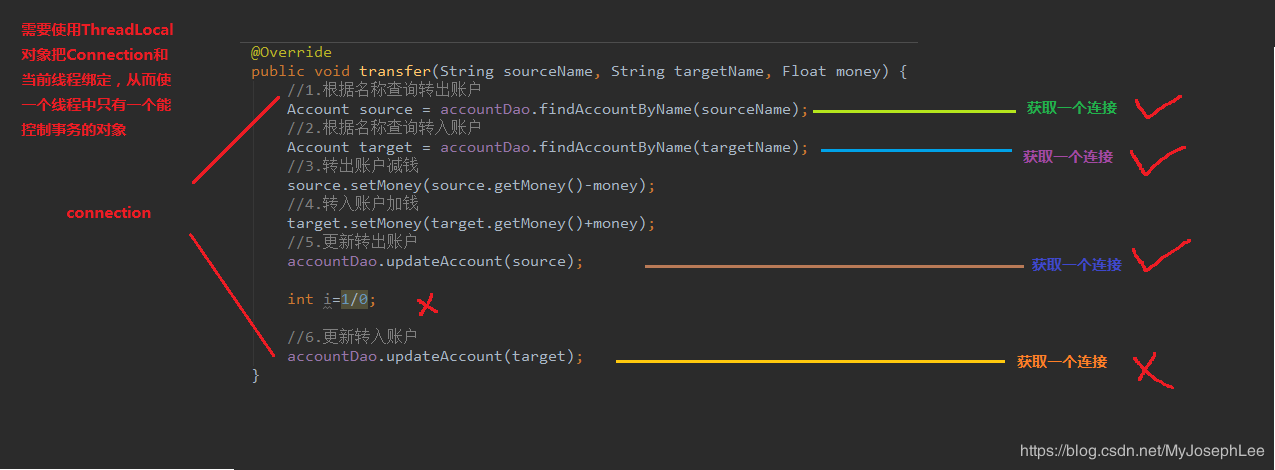 需要使用ThreadLocal
对象把Connection和
当前线程绑定，从而使
一个线程中只有一个能
控制事务的对象
connection
@Override
public void transfer(String sourceName, String targetName, Float money) {
//1.根据名称查询转出账户
Account source = accountDao.findAccountByName(sourceName);
获取一个连接
//2.根据名称查询转入账户
Account target = accountDao.findAccountByName(targetName);
获取一个连接
//3.转出账户减钱
source.setMoney(source.getMoney()-money);
//4.转入账户加钱
target.setMoney(target.getMoney()+money);
//5.更新转出账户
accountDao.updateAccount(source);
获取一个连接
int i=1/0;
//6.更新转入账户
accountDao.updateAccount(target);
获取一个连接
}
https://blog.csdn.net/MyJosephLee